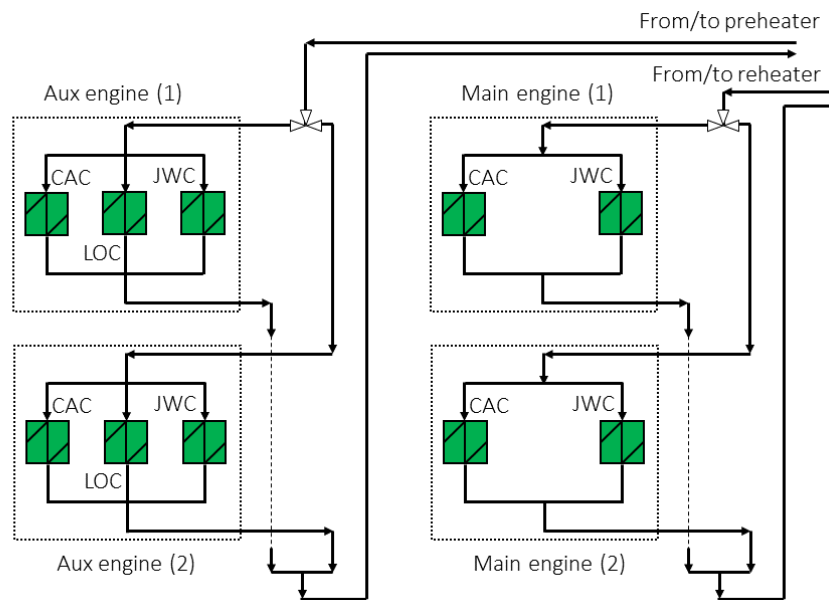 From/to preheater
From/to reheater
Aux engine (1)
Main engine (1)
CAC
JWC
LOC
CAC
JWC
CAC
JWC
LOC
CAC
JWC
Aux engine (2)
Main engine (2)